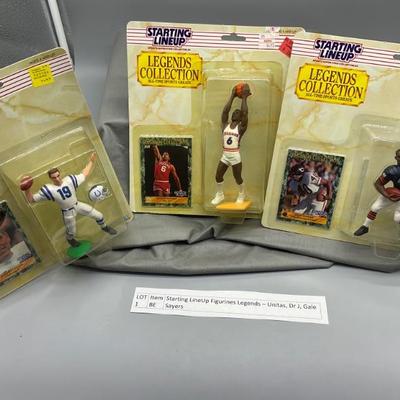 STARTING
LINEUP
LEGENDS
COLLECTION
ALL-TIME SPORTS GREATS
STARTING
LINEUP
LEGENDS
COLLECTION
ALL-TIME SPORTS GREATS
19
6
6
LOT
1
Item
BE
Starting LineUp Figurines Legends – Unitas, Dr J, Gale
Sayers